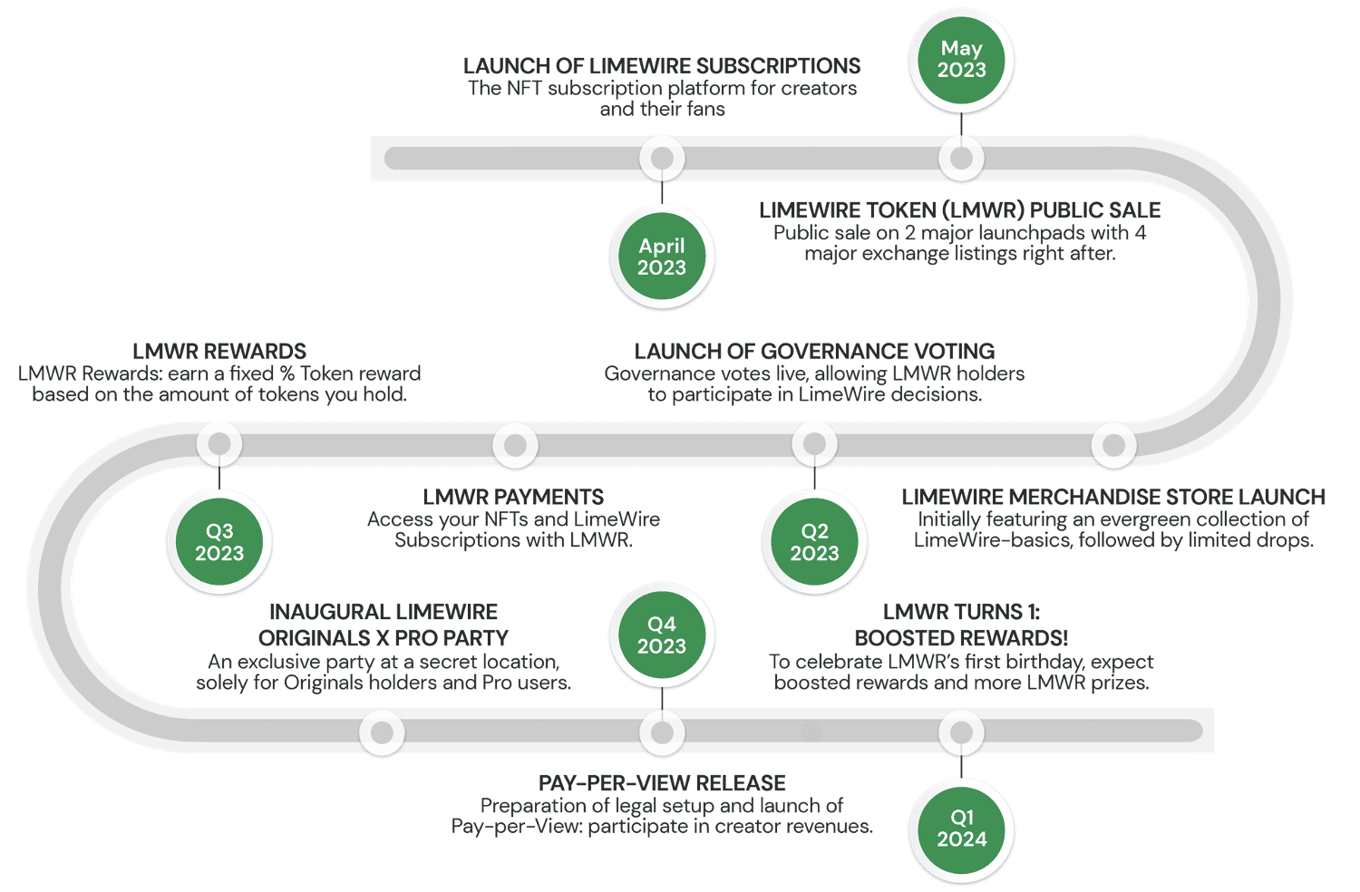 May
2023
LAUNCH OF LIMEWIRE SUBSCRIPTIONS
The NFT subscription platform for creators
and their fans
April
2023
LIMEWIRE TOKEN (LMWR) PUBLIC SALE
Public sale on 2 major launchpads with 4
major exchange listings right after.
LMWR REWARDS
LMWR Rewards: earn a fixed % Token reward
based on the amount of tokens you hold.
LAUNCH OF GOVERNANCE VOTING
Governance votes live, allowing LMWR holders
to participate in LimeWire decisions.
Q3
2023
LMWR PAYMENTS
Access your NFTs and LimeWire
Subscriptions with LMWR.
Q2
2023
LIMEWIRE MERCHANDISE STORE LAUNCH
Initially featuring an evergreen collection of
LimeWire-basics, followed by limited drops.
INAUGURAL LIMEWIRE
ORIGINALS X PRO PARTY
An exclusive party at a secret location,
solely for Originals holders and Pro users.
Q4
2023
LMWR TURNS 1:
BOOSTED REWARDS!
To celebrate LMWR’s first birthday, expect
boosted rewards and more LMWR prizes.
PAY-PER-VIEW RELEASE
Preparation of legal setup and launch of
Pay-per-View: participate in creator revenues.
Q1
2024